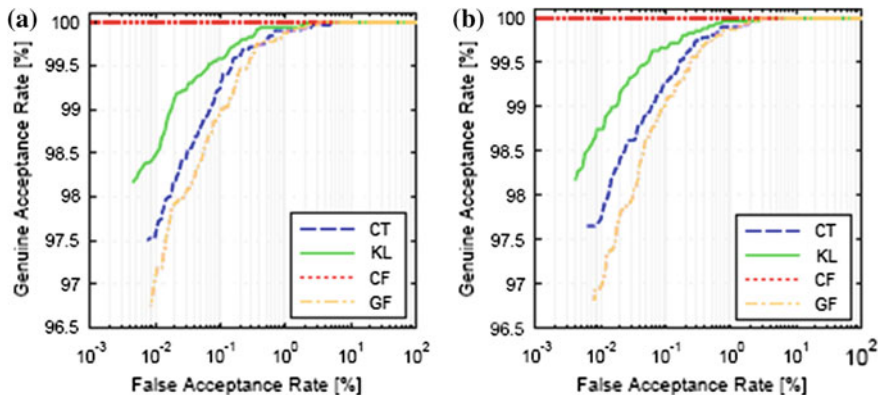 (a)
100
99.5
99
98.5
98
97.5
97
96.5
Genuine Acceptance Rate [%]
CT
KL
CF
GF
10-3
10-2
10-1
100
101
102
False Acceptance Rate [%]
(b)
100
99.5
99
98.5
98
97.5
97
96.5
Genuine Acceptance Rate [%]
CT
KL
CF
GF
10-3
10-2
10-1
100
10
102
False Acceptance Rate [%]